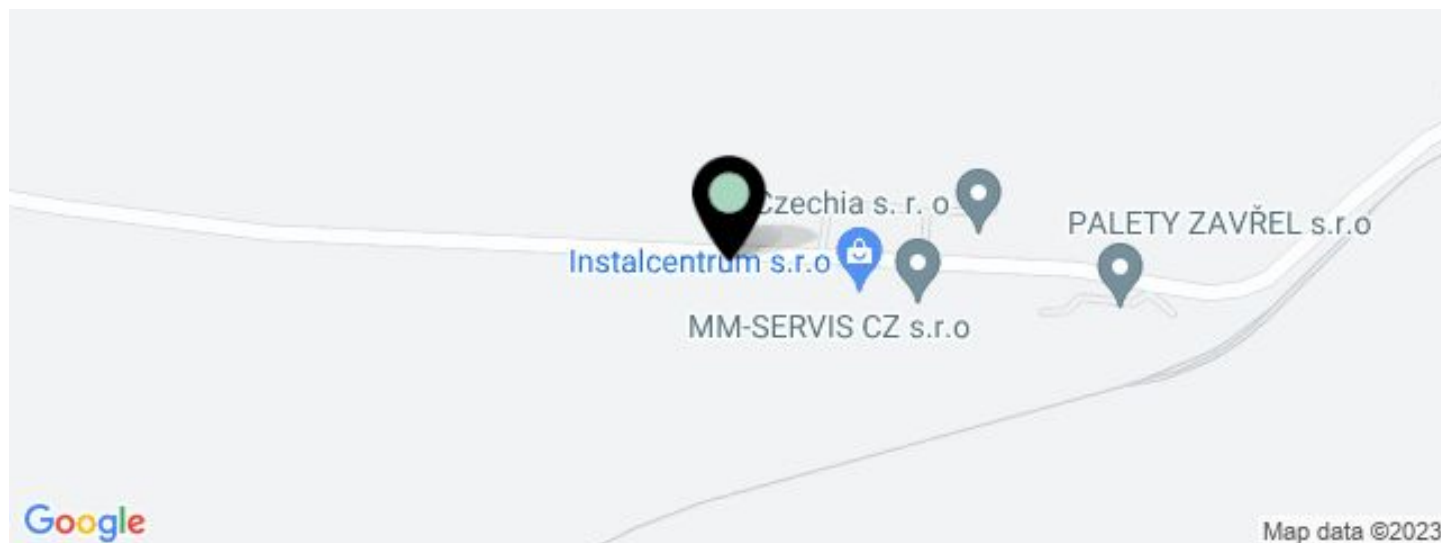 Czechia s. r. o
PALETY ZAVŘEL s.r.o
Instalcentrum s.r.o
MM-SERVIS CZ s.r.o
Google
Map data ©2023